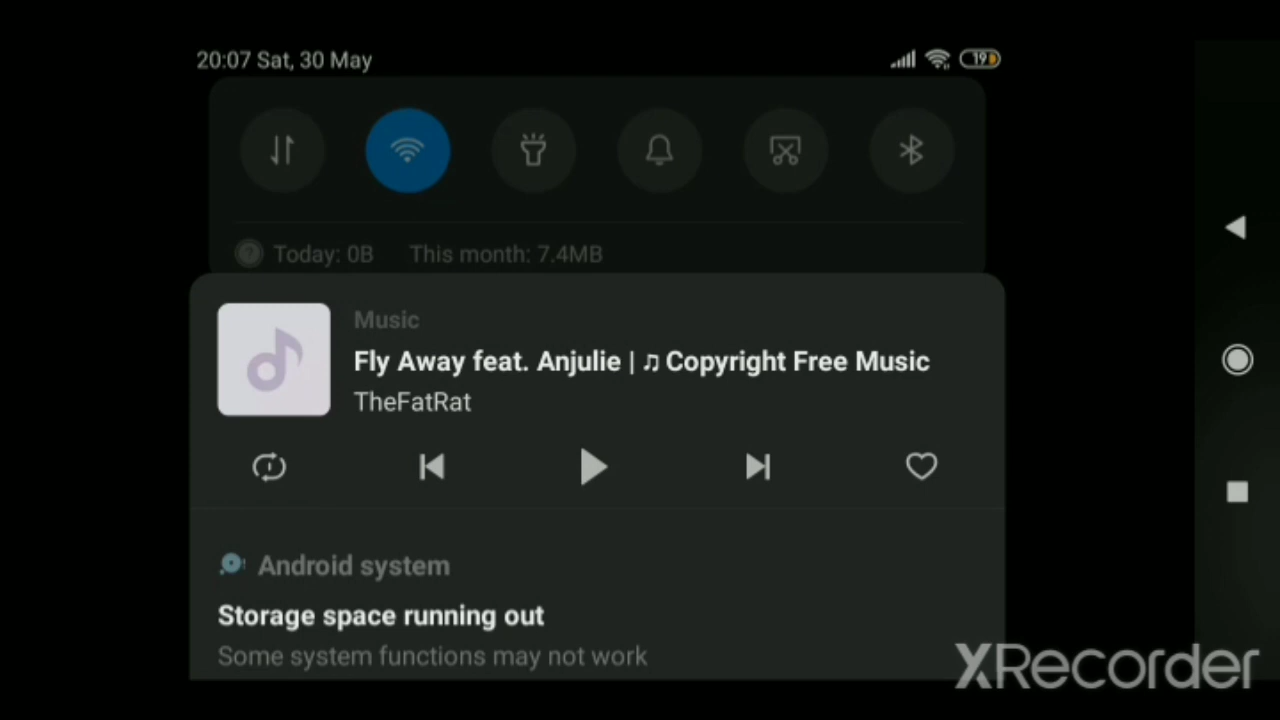 20:07 Sat, 30 May
19
Today: 0B This month: 7.4MB
Music
Fly Away feat. Anjulie | ♫ Copyright Free Music
TheFatRat
Android system
Storage space running out
Some system functions may not work
XRecorder